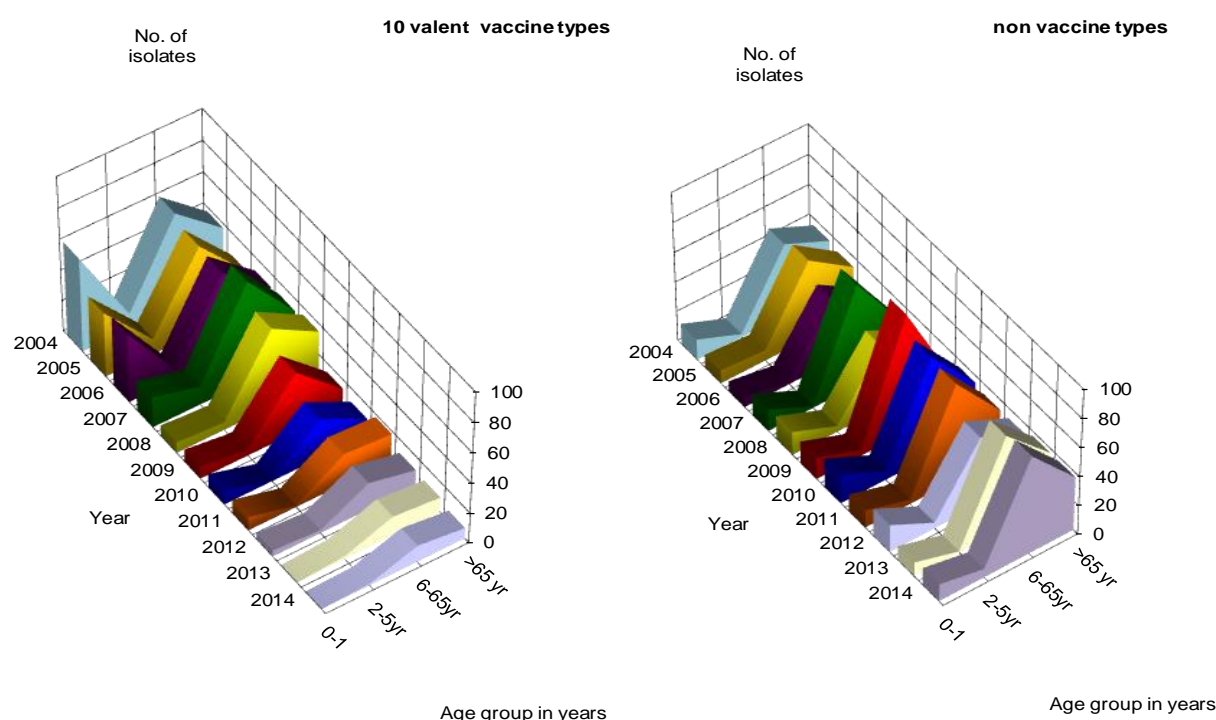 No. of
isolates
10 valent vaccine types
2004
2005
2006
2007
2008
2009
2010
2011
2012
2013
2014
Year
100
80
60
40
20
0
0-1
2-5yr
6-65yr
>65 yr
Age group in years
No. of
isolates
non vaccine types
2004
2005
2006
2007
2008
2009
2010
2011
2012
2013
2014
Year
100
80
60
40
20
0
0-1
2-5yr
6-65yr
>65 yr
Age group in years